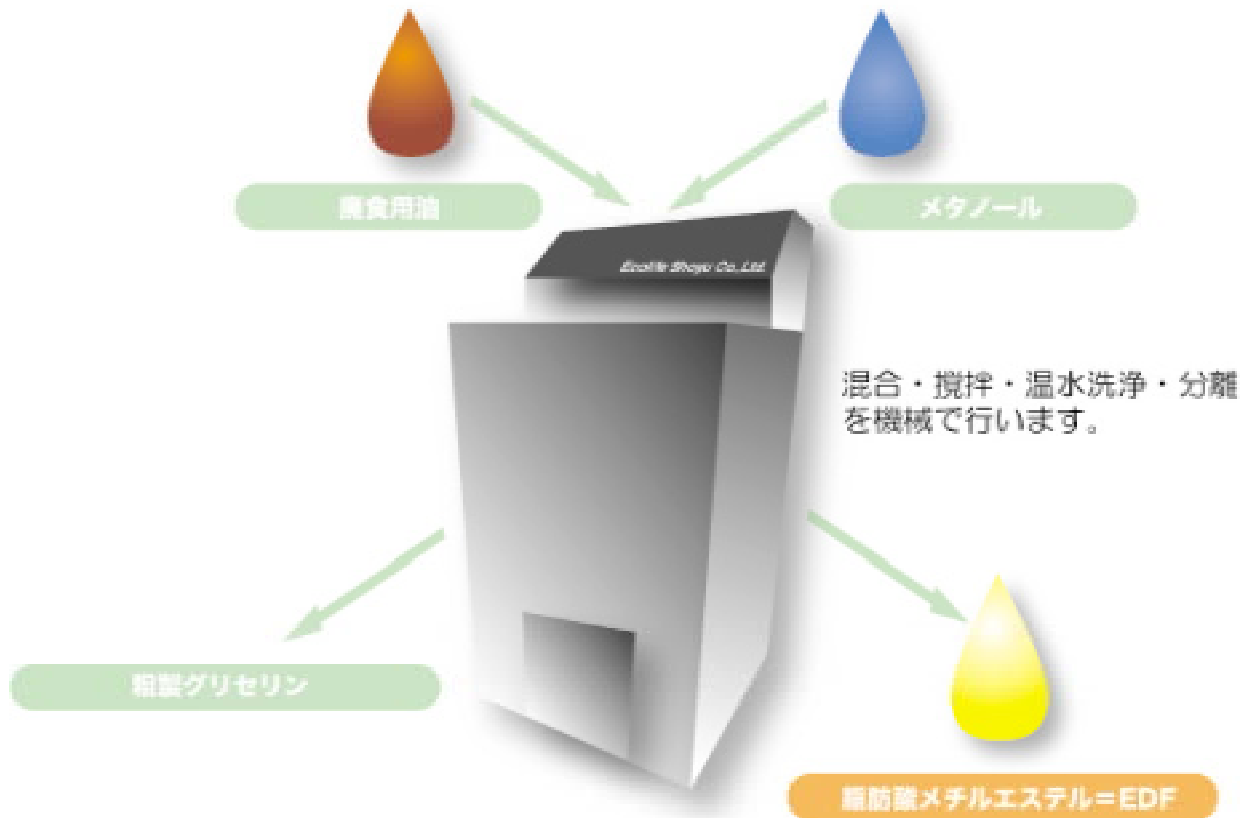 廃食用油
メタノール
Ecolife Shoyu Co.,Ltd.
混合・撹拌・温水洗浄・分離
を機械で行います。
粗製グリセリン
脂肪酸メチルエステル＝EDF